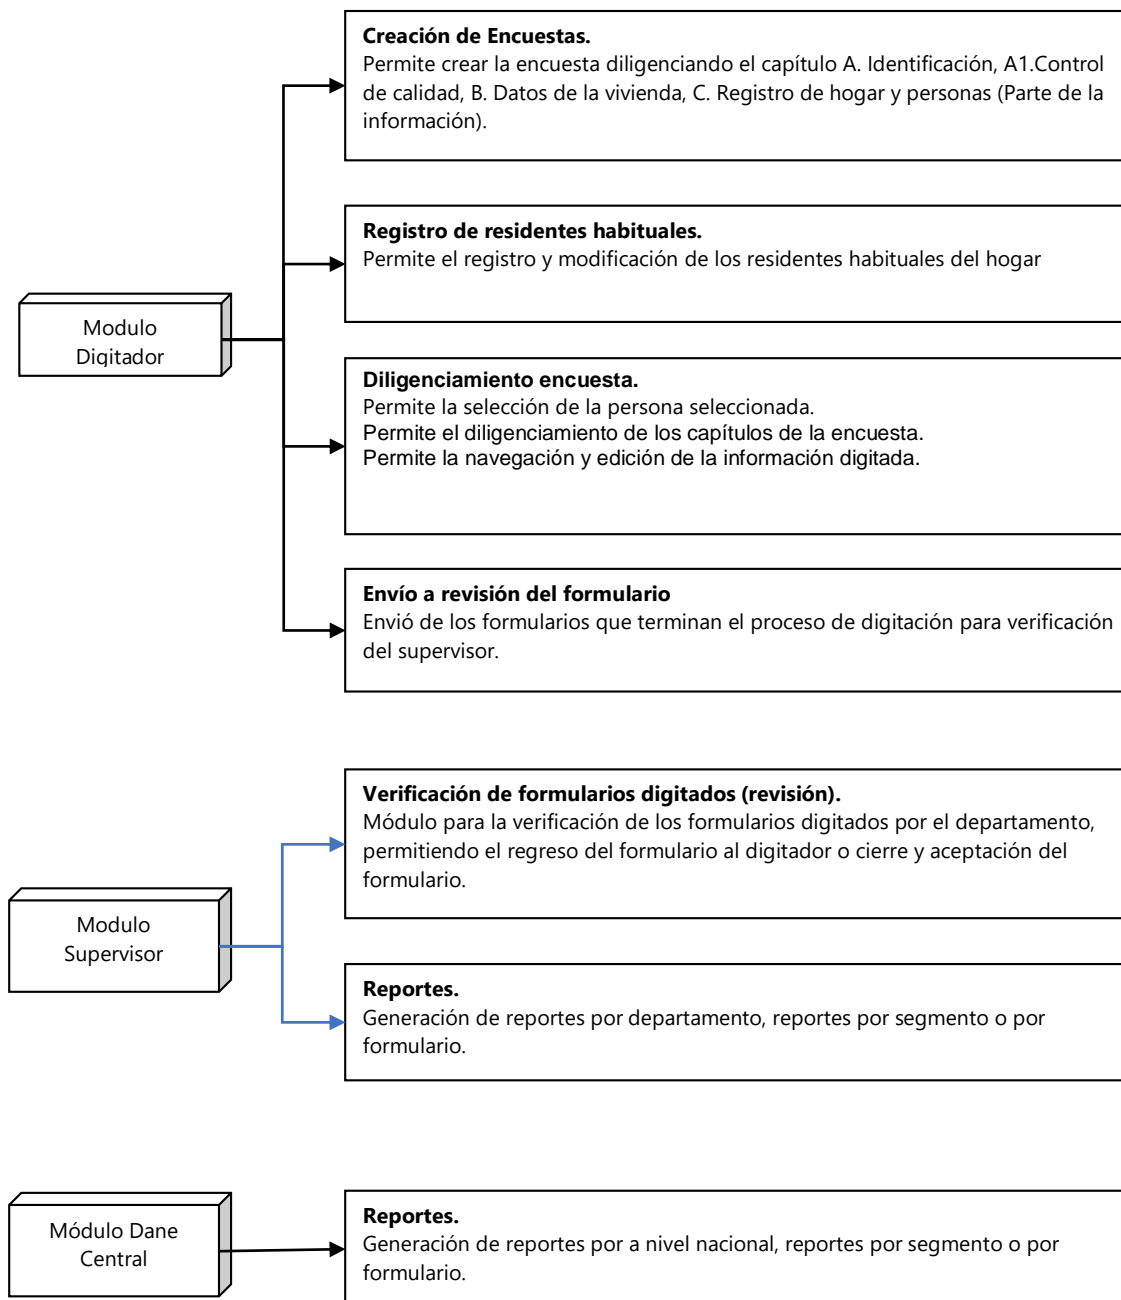 Creación de Encuestas.
Permite crear la encuesta diligenciando el capítulo A. Identificación, A1.Control
de calidad, B. Datos de la vivienda, C. Registro de hogar y personas (Parte de la
información).
Registro de residentes habituales.
Permite el registro y modificación de los residentes habituales del hogar
Modulo
Digitador
Diligenciamiento encuesta.
Permite la selección de la persona seleccionada.
Permite el diligenciamiento de los capítulos de la encuesta.
Permite la navegación y edición de la información digitada.
Envío a revisión del formulario
Envió de los formularios que terminan el proceso de digitación para verificación
del supervisor.
Verificación de formularios digitados (revisión).
Módulo para la verificación de los formularios digitados por el departamento,
permitiendo el regreso del formulario al digitador o cierre y aceptación del
formulario.
Modulo
Supervisor
Reportes.
Generación de reportes por departamento, reportes por segmento o por
formulario.
Módulo Dane
Central
Reportes.
Generación de reportes por a nivel nacional, reportes por segmento o por
formulario.